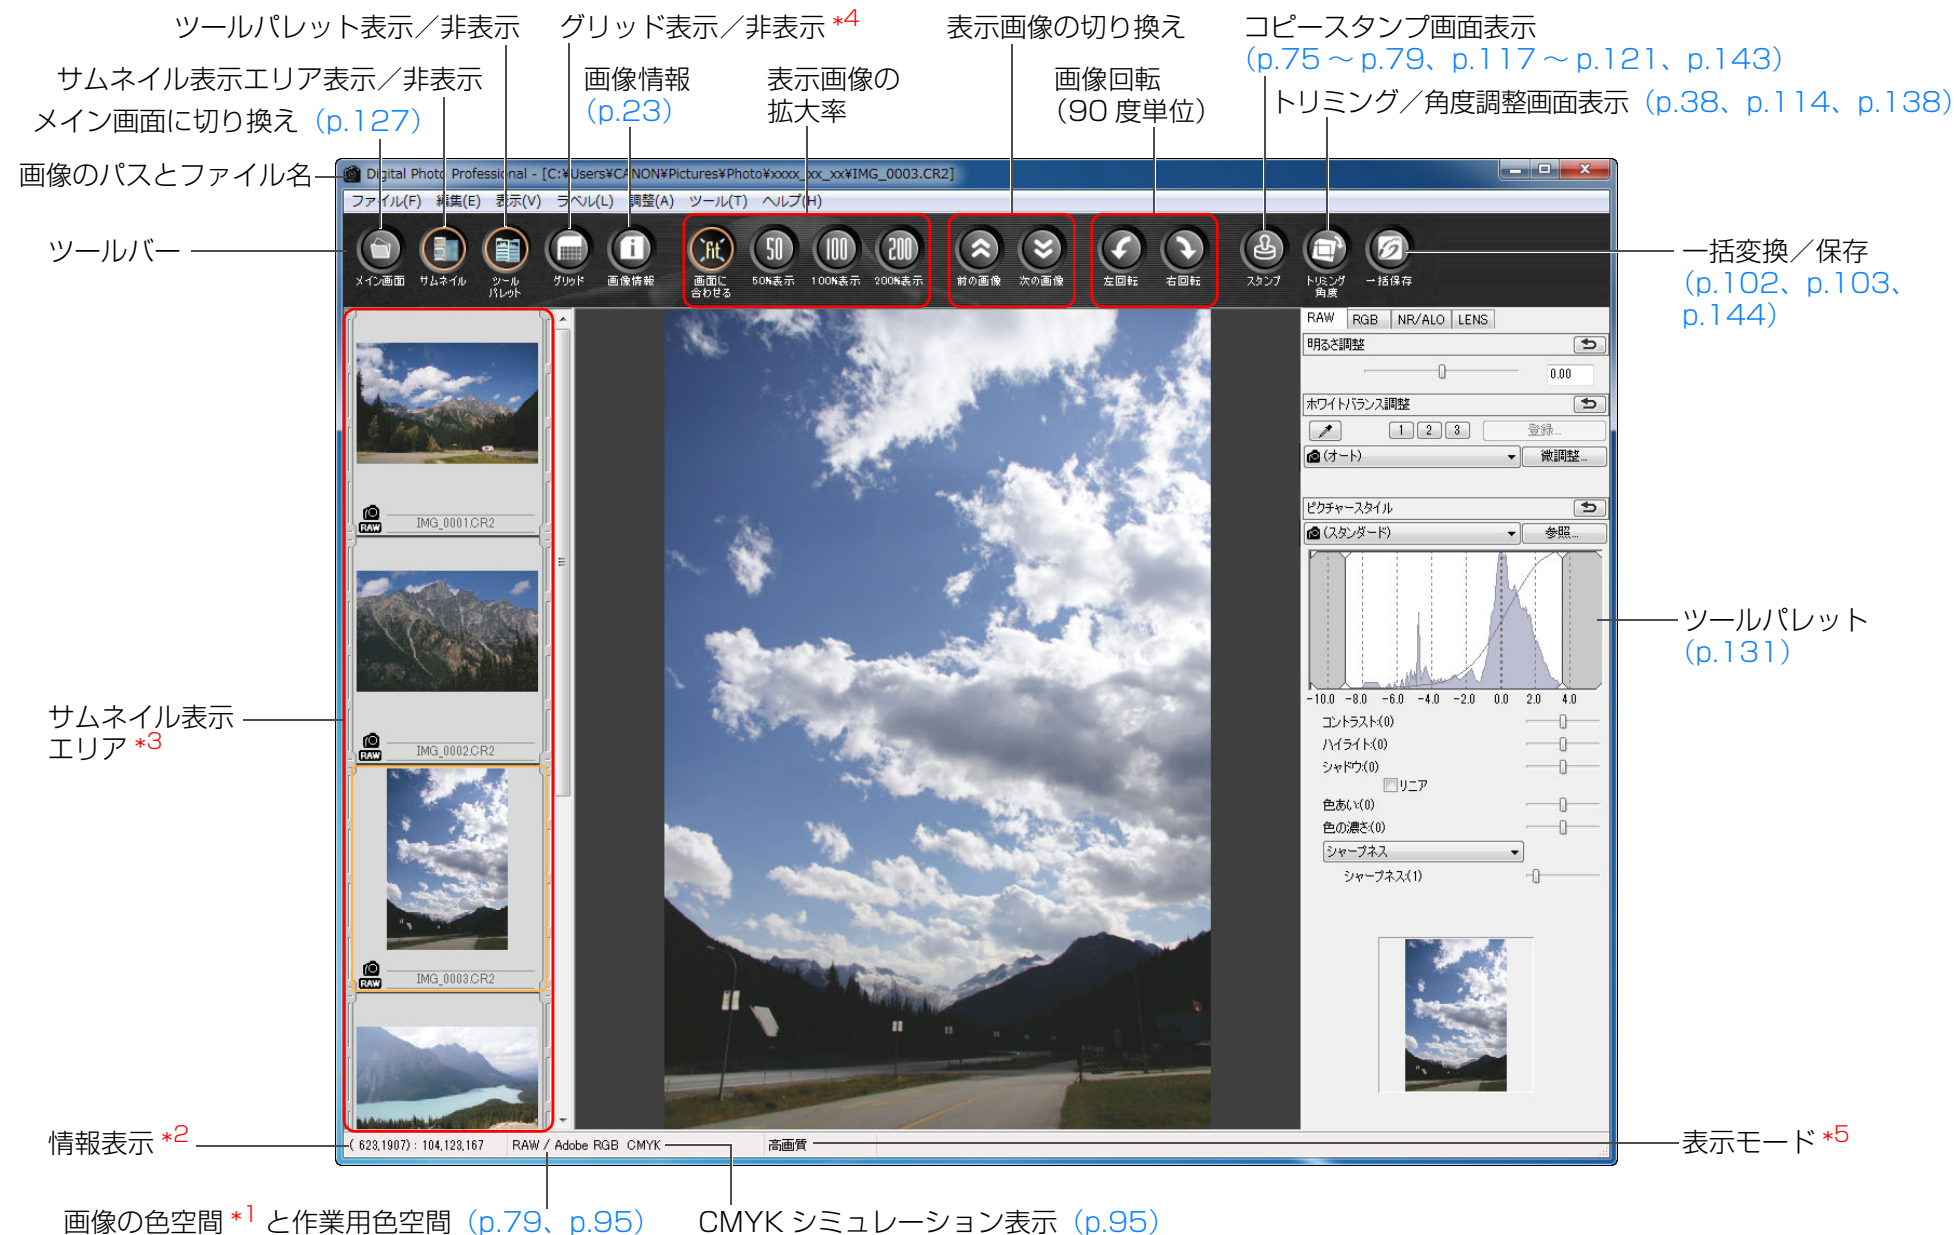 ツールパレット表示／非表示
グリッド表示／非表示 *4
表示画像の切り換え
コピースタンプ画面表示
（p.75 ～ p.79、p.117 ～ p.121、p.143）
サムネイル表示エリア表示／非表示
画像情報
（p.23）
表示画像の
拡大率
画像回転
（90 度単位）
トリミング／角度調整画面表示（p.38、p.114、p.138）
メイン画面に切り換え（p.127）
画像のパスとファイル名
Digital Photo Professional - [C:¥Users¥CANON¥Pictures¥Photo¥xxxx_xx_xx¥IMG_0003.CR2]
ファイル(F) 編集(E) 表示(V) ラベル(L) 調整(A) ツール(T) ヘルプ(H)
ツールバー
fit 50 100 200
メイン画面 サムネイル ツール
パレット グリッド 画像情報 画面に
合わせる 50%表示 100%表示 200%表示 前の画像 次の画像 左回転 右回転 スタンプ トリミング
角度 一括保存
一括変換／保存
（p.102、p.103、
p.144）
RAW RGB NR/ALO LENS
明るさ調整
0.00
ホワイトバランス調整
1 2 3 登録...
(オート) 微調整...
ピクチャースタイル
(スタンダード) 参照...
-10.0 -8.0 -6.0 -4.0 -2.0 0.0 2.0 4.0
コントラスト:(0)
ハイライト:(0)
シャドウ:(0)
リニア
色あい:(0)
色の濃さ:(0)
シャープネス
シャープネス:(1)
ツールパレット
（p.131）
サムネイル表示
エリア *3
RAW IMG_0001.CR2
RAW IMG_0002.CR2
RAW IMG_0003.CR2
情報表示 *2
( 623,1907) : 104,123,167 RAW / Adobe RGB CMYK 高画質
表示モード *5
画像の色空間 *1 と作業用色空間（p.79、p.95）
CMYK シミュレーション表示（p.95）